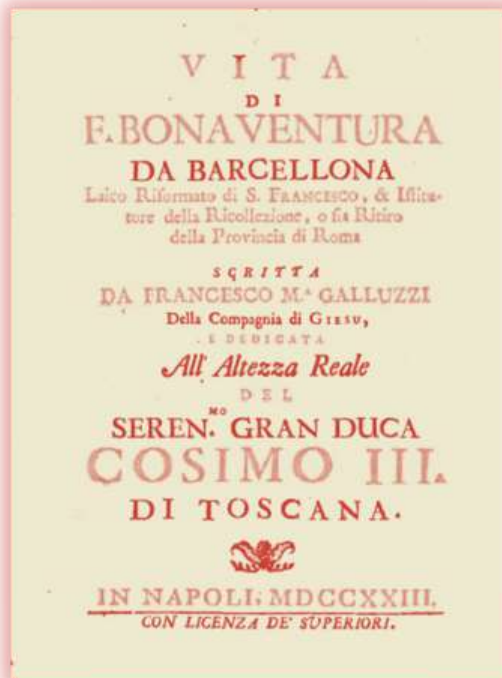 VITA
DI
F. BONAVENTURA
DA BARCELLONA
Laico Riformato di S. FRANCESCO, & Istitu-
tore della Ricollezione, o sia Ritiro
della Provincia di Roma
SCRITTA
DA FRANCESCO M.A GALLUZZI
Della Compagnia di GIESU,
E DEDICATA
All' Altezza Reale
DEL
SEREN.MO GRAN DUCA
COSIMO III.
DI TOSCANA.
IN NAPOLI. MDCCXXIII.
CON LICENZA DE' SUPERIORI.